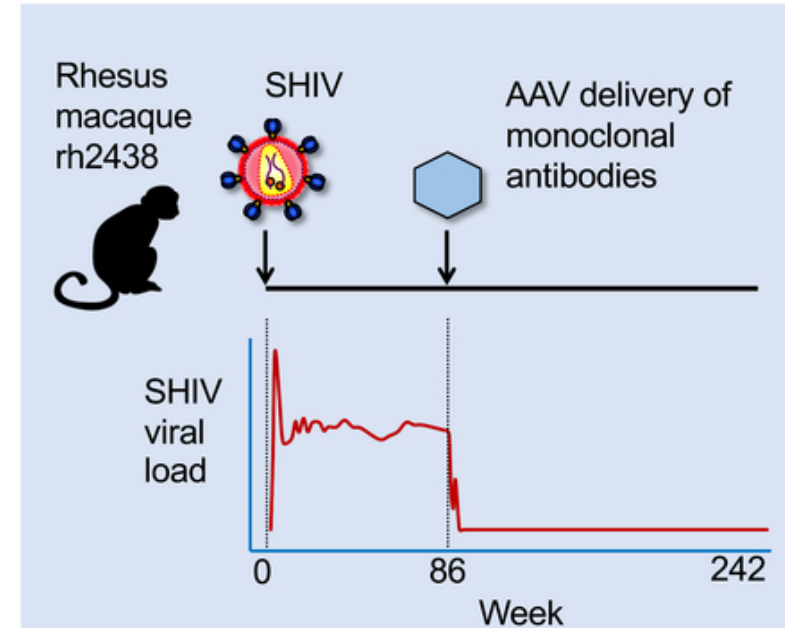 Rhesus
macaque
rh2438
SHIV
AAV delivery of
monoclonal
antibodies
SHIV
viral
load
0
86
242
Week